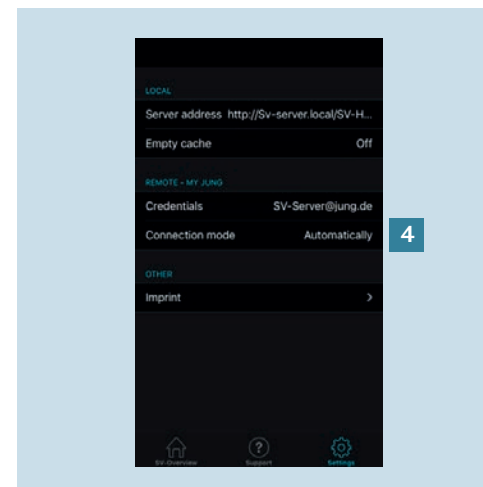 LOCAL
Server address http://Sv-server.local/SV-H...
Empty cache Off
REMOTE - MY JUNG
Credentials SV-Server@jung.de
Connection mode Automatically
4
OTHER
Imprint >
SV-Overview Support Settings